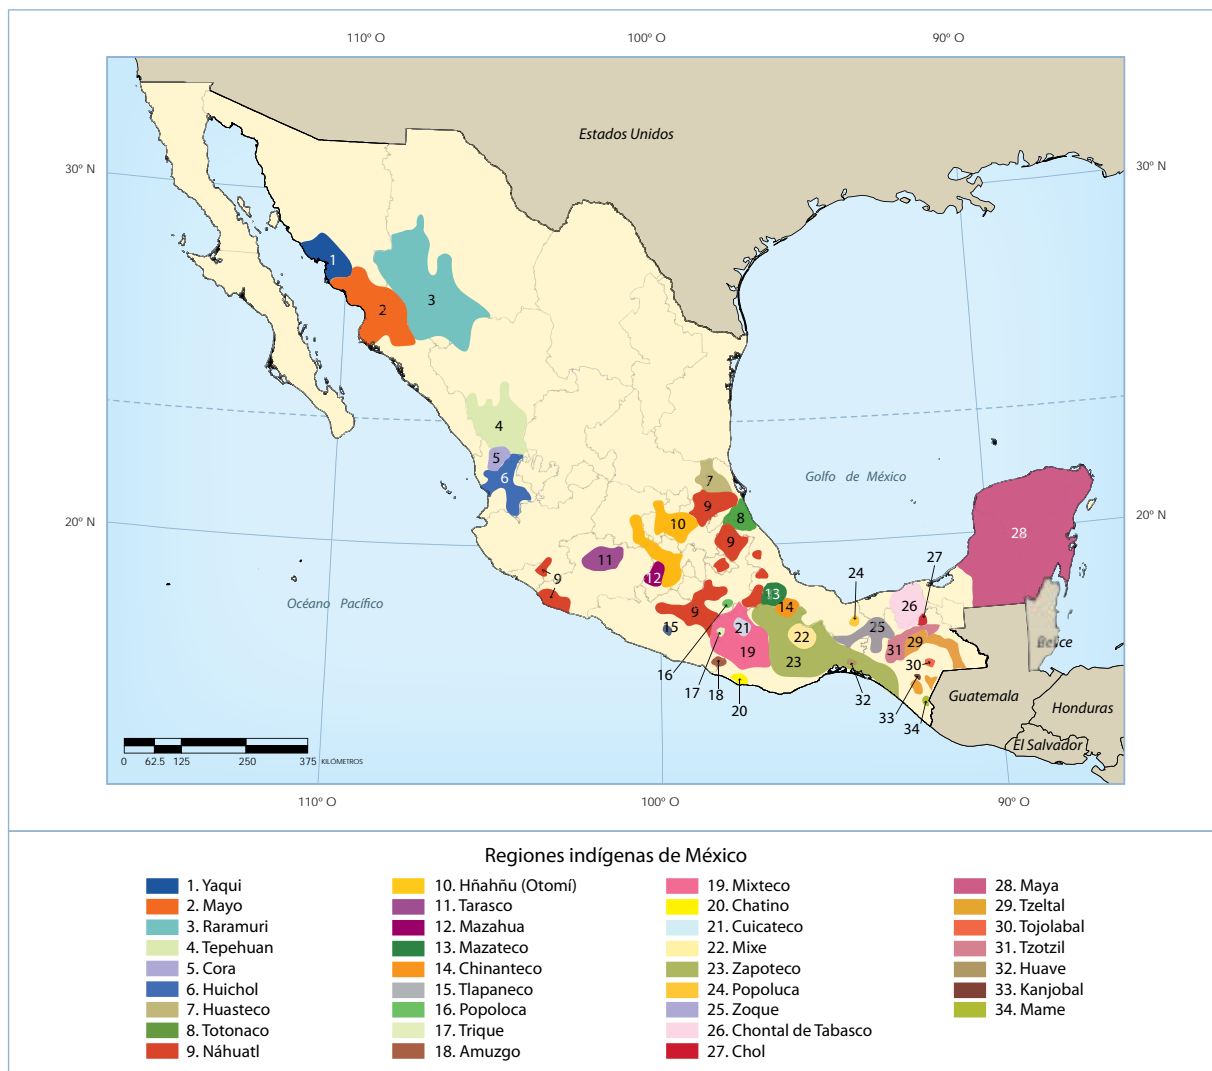 110º O 100º O 90º O
Estados Unidos
30º N 30º N
1
3
2
4
5
6
7
Golfo de México
9
8
20º N 20º N
10
28
9
11
27
12
24
9
13
Océano Pacífico
26
14
9
15
21
25
22
Belice
29
19
31
23
30
16
17
18
32
Guatemala
20
33
Honduras
34
El Salvador
0 62.5 125 250 375 KILÓMETROS
110º O 100º O 90º O
Regiones indígenas de México
1. Yaqui
2. Mayo
3. Raramuri
4. Tepehuan
5. Cora
6. Huichol
7. Huasteco
8. Totonaco
9. Náhuatl
10. Hñahñu (Otomí)
11. Tarasco
12. Mazahua
13. Mazateco
14. Chinanteco
15. Tlapaneco
16. Popoloca
17. Trique
18. Amuzgo
19. Mixteco
20. Chatino
21. Cuicateco
22. Mixe
23. Zapoteco
24. Popoluca
25. Zoque
26. Chontal de Tabasco
27. Chol
28. Maya
29. Tzeltal
30. Tojolabal
31. Tzotzil
32. Huave
33. Kanjobal
34. Mame